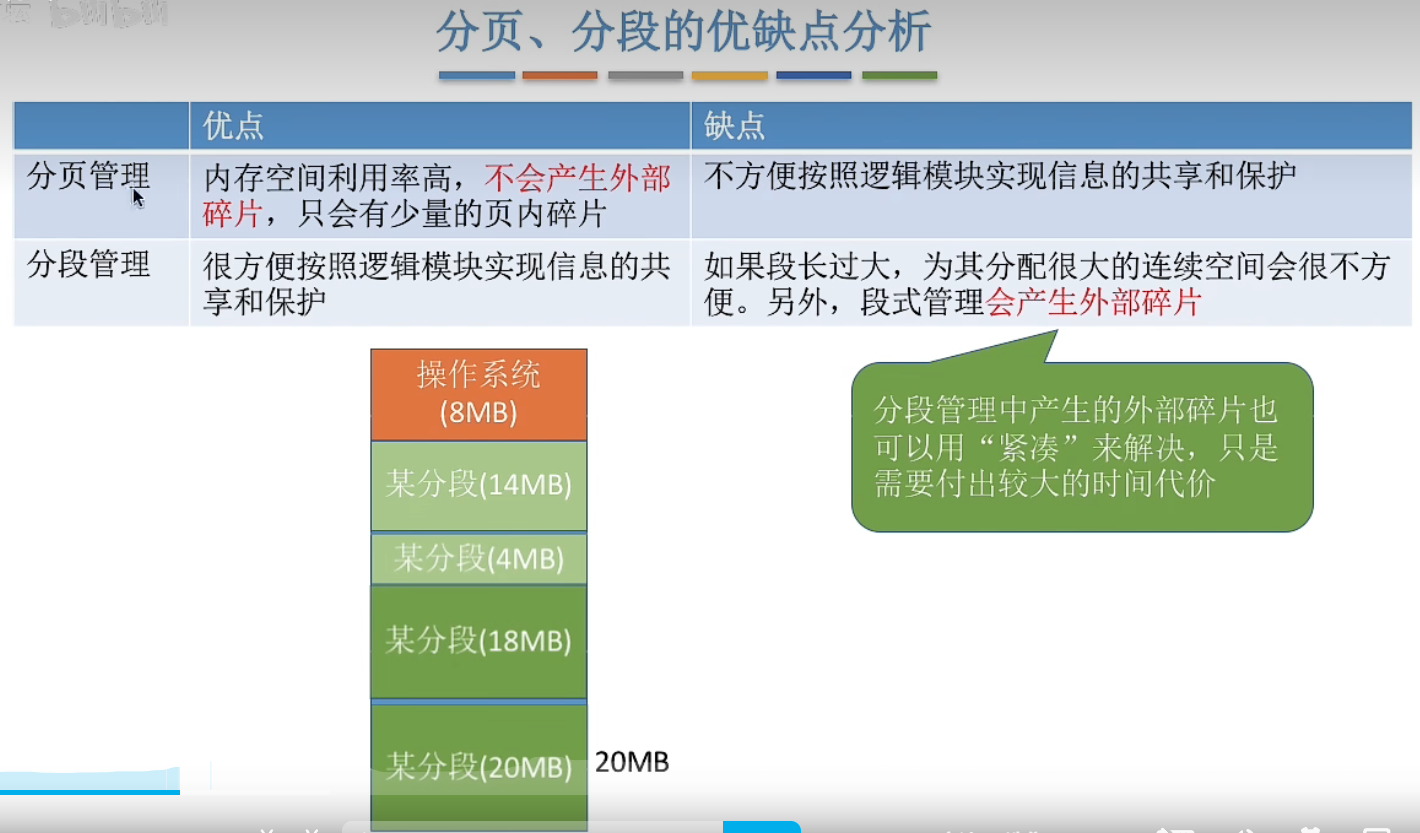 分页、分段的优缺点分析
优点
缺点
分页管理
内存空间利用率高，不会产生外部
碎片，只会有少量的页内碎片
不方便按照逻辑模块实现信息的共享和保护
分段管理
很方便按照逻辑模块实现信息的共
享和保护
如果段长过大，为其分配很大的连续空间会很不方
便。另外，段式管理会产生外部碎片
操作系统
(8MB)
某分段(14MB)
某分段(4MB)
某分段(18MB)
某分段(20MB)
20MB
分段管理中产生的外部碎片也
可以用“紧凑”来解决，只是
需要付出较大的时间代价